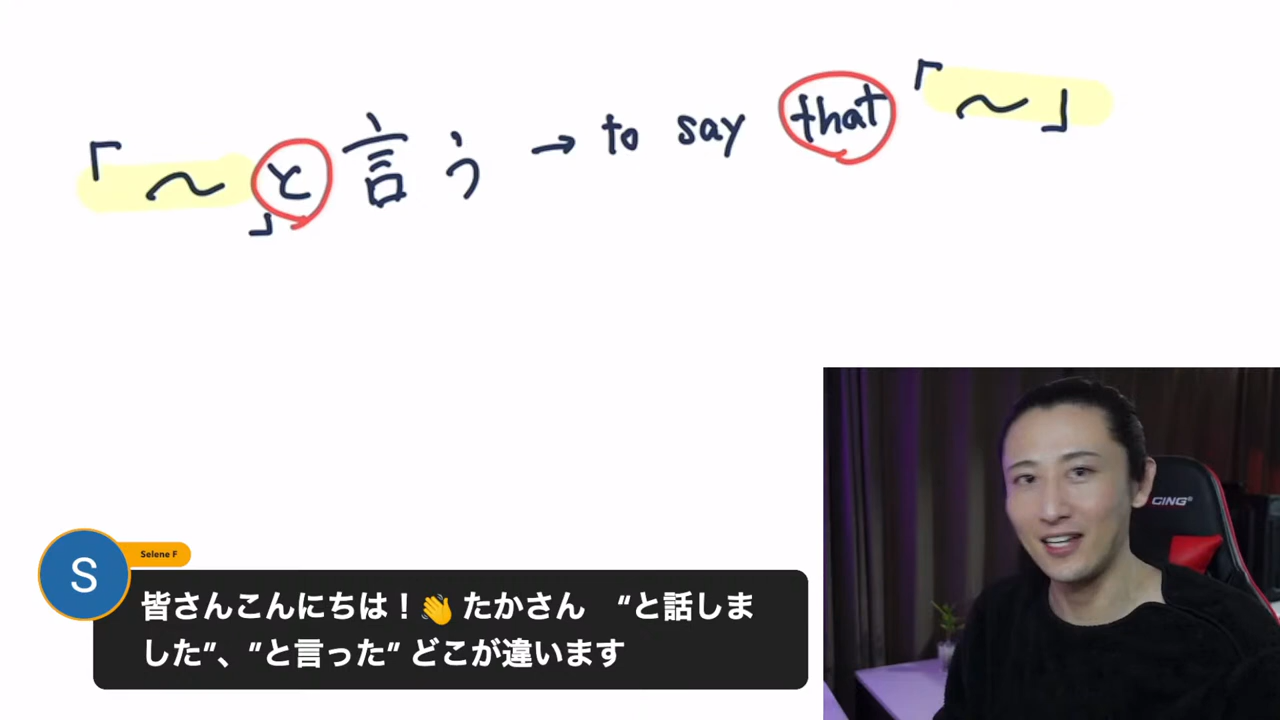 「～」と言う → to say that「～」
CING®
Selene F
S
皆さんこんにちは！👋 たかさん　“と話しま
した”、”と言った” どこが違います